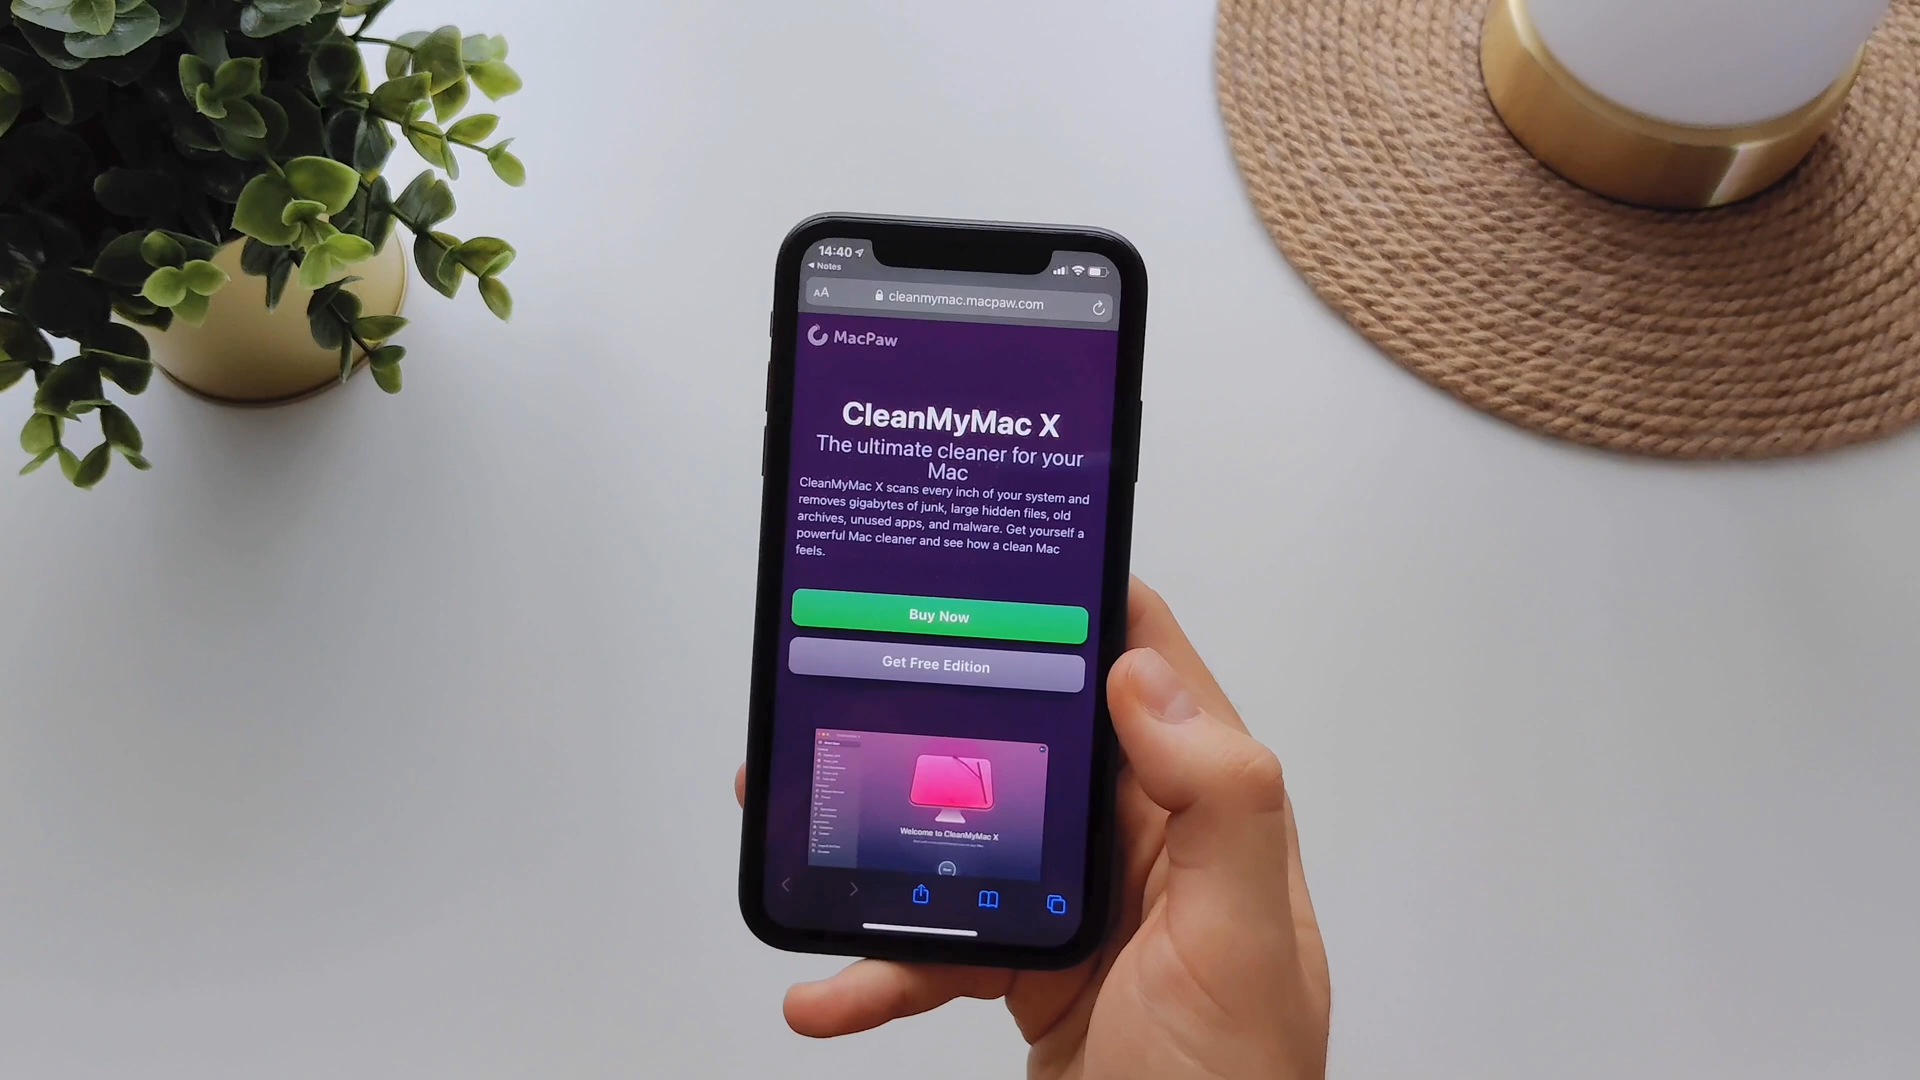 14:40
Notes
AA
cleanmymac.macpaw.com
MacPaw
CleanMyMac X
The ultimate cleaner for your
Mac
CleanMyMac X scans every inch of your system and
removes gigabytes of junk, large hidden files, old
archives, unused apps, and malware. Get yourself a
powerful Mac cleaner and see how a clean Mac
feels.
Buy Now
Get Free Edition
Welcome to CleanMyMac X